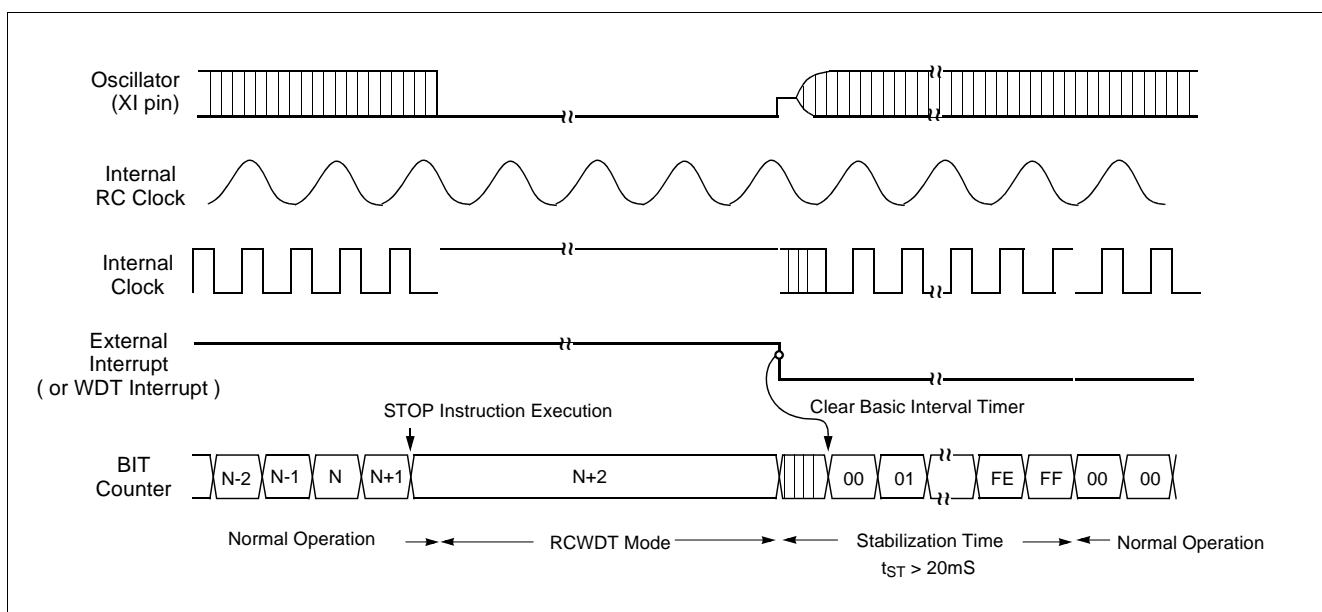 Oscillator
(XI pin)
Internal
RC Clock
Internal
Clock
External
Interrupt
( or WDT Interrupt )
STOP Instruction Execution
Clear Basic Interval Timer
BIT
Counter
N-2 N-1 N N+1 N+2 00 01 FE FF 00 00
Normal Operation RCWDT Mode Stabilization Time Normal Operation
tST > 20mS